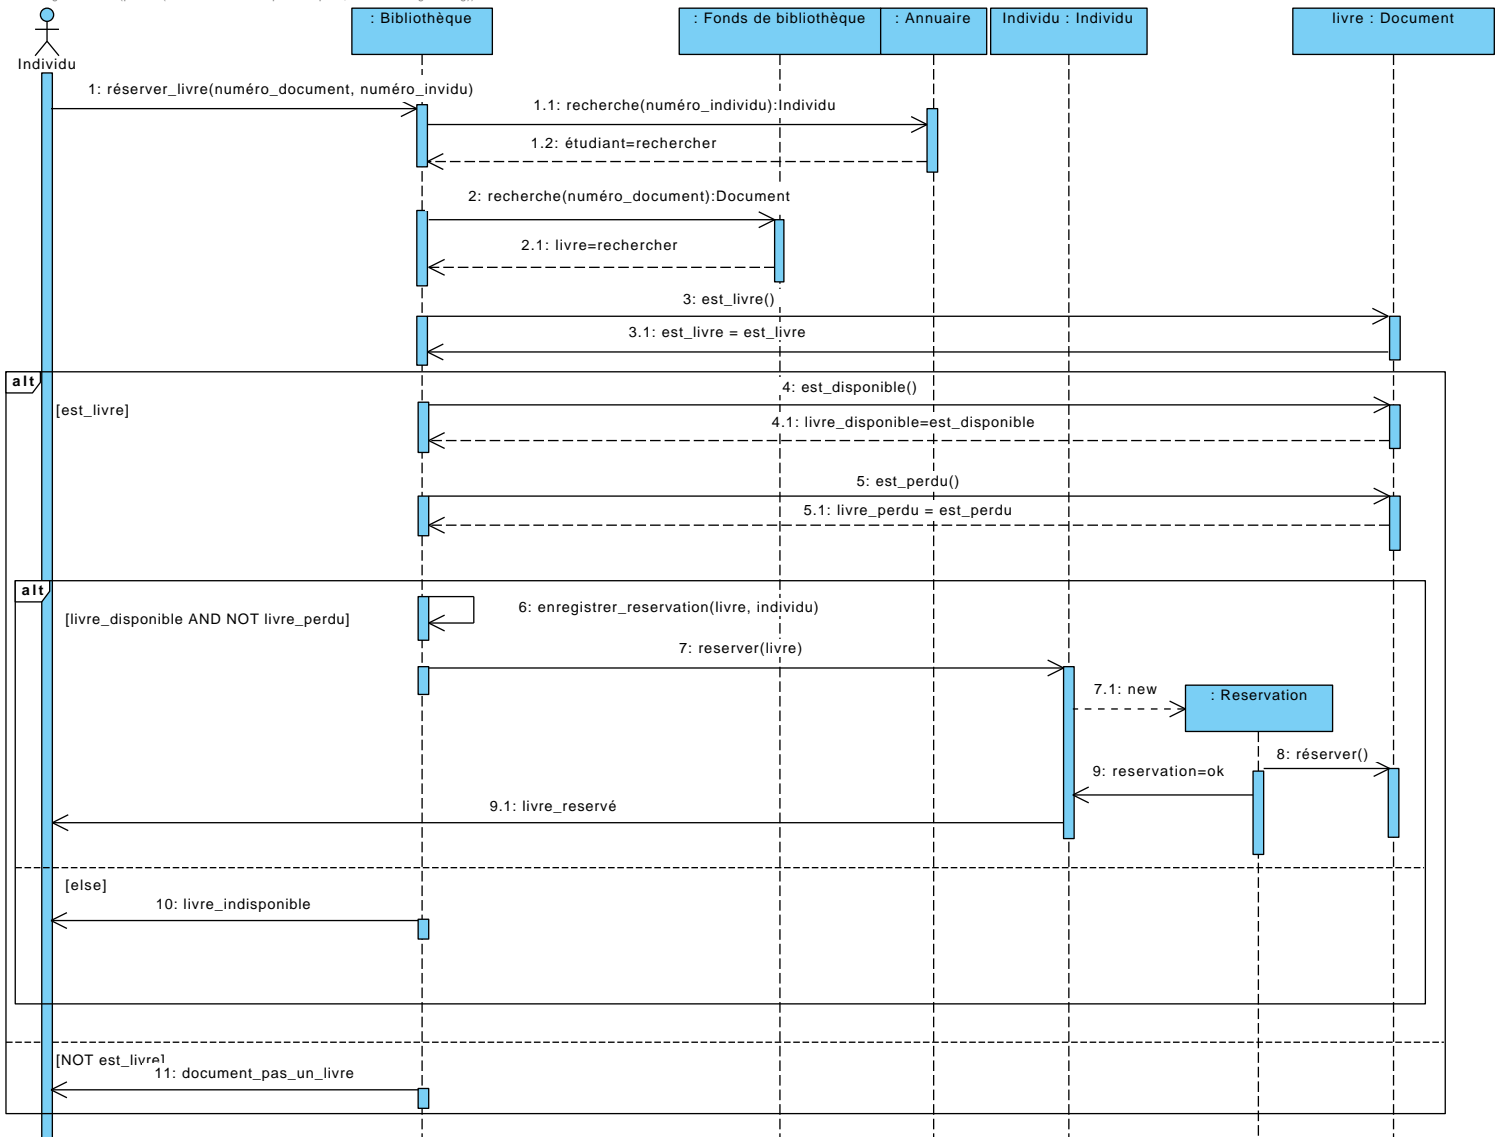 : Bibliothèque
: Fonds de bibliothèque
: Annuaire
Individu : Individu
livre : Document
Individu
1: réserver_livre(numéro_document, numéro_invidu)
1.1: recherche(numéro_individu):Individu
1.2: étudiant=rechercher
2: recherche(numéro_document):Document
2.1: livre=rechercher
3: est_livre()
3.1: est_livre = est_livre
alt
[est_livre]
4: est_disponible()
4.1: livre_disponible=est_disponible
5: est_perdu()
5.1: livre_perdu = est_perdu
alt
[livre_disponible AND NOT livre_perdu]
6: enregistrer_reservation(livre, individu)
7: reserver(livre)
7.1: new
: Reservation
8: réserver()
9: reservation=ok
9.1: livre_reservé
[else]
10: livre_indisponible
[NOT est_livre]
11: document_pas_un_livre